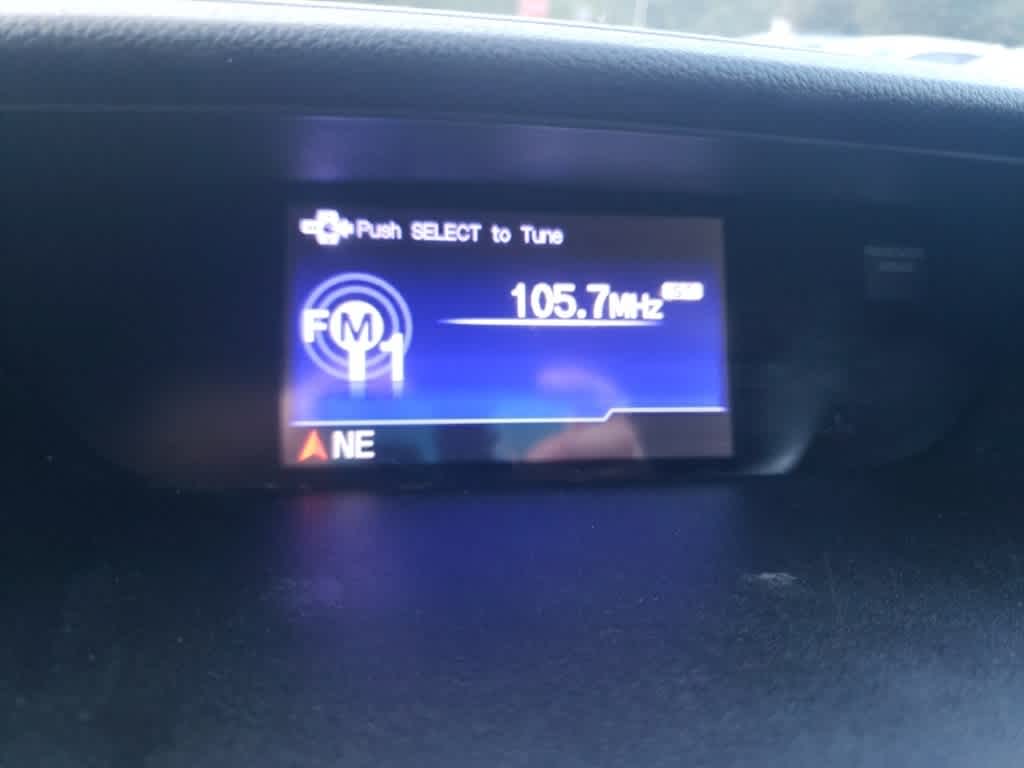 Push SELECT to Tune
105.7MHz
FM
1
NE